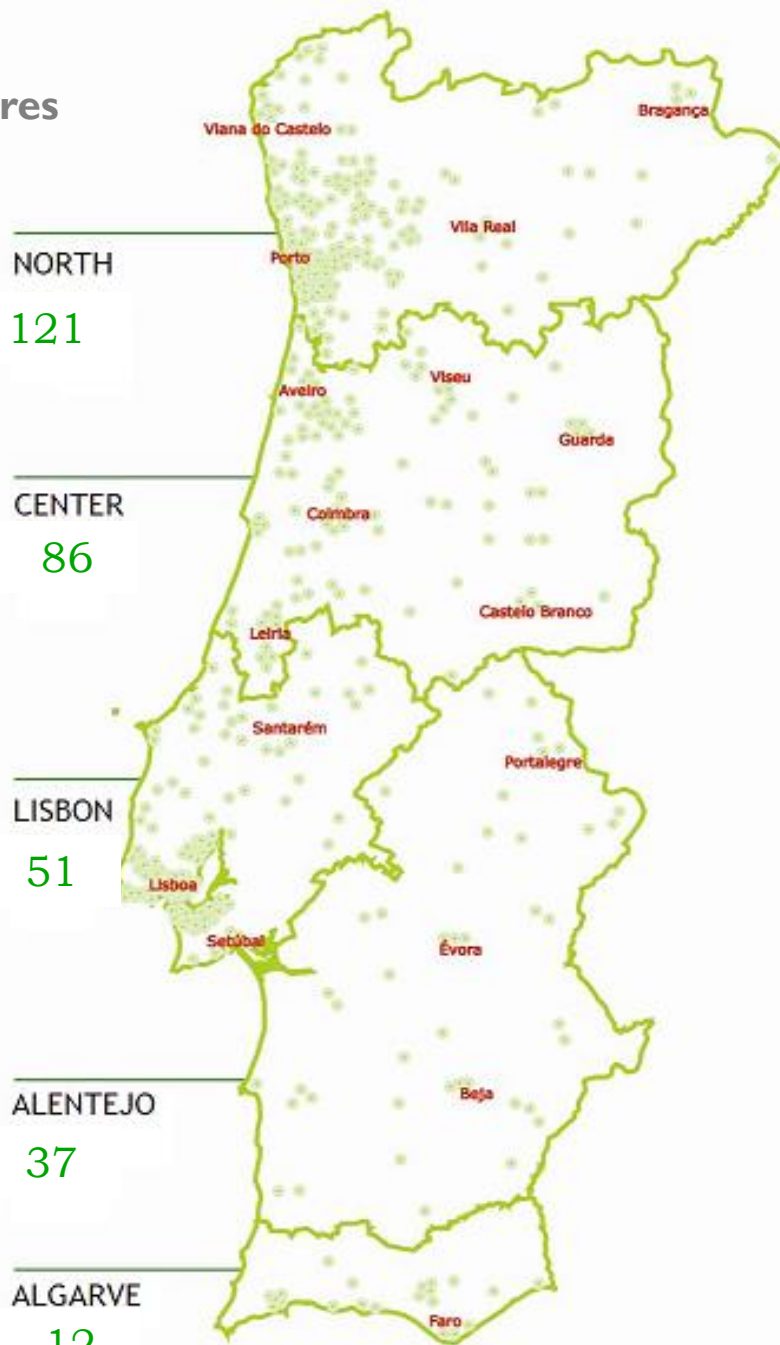 Viana do Castelo
Bragança
Vila Real
NORTH
Porto
121
Aveiro
Viseu
Guarda
CENTER
Coimbra
86
Castelo Branco
Leiria
Santarém
Portalegre
LISBON
51
Lisboa
Setúbal
Évora
ALENTEJO
Beja
37
ALGARVE
Faro
12